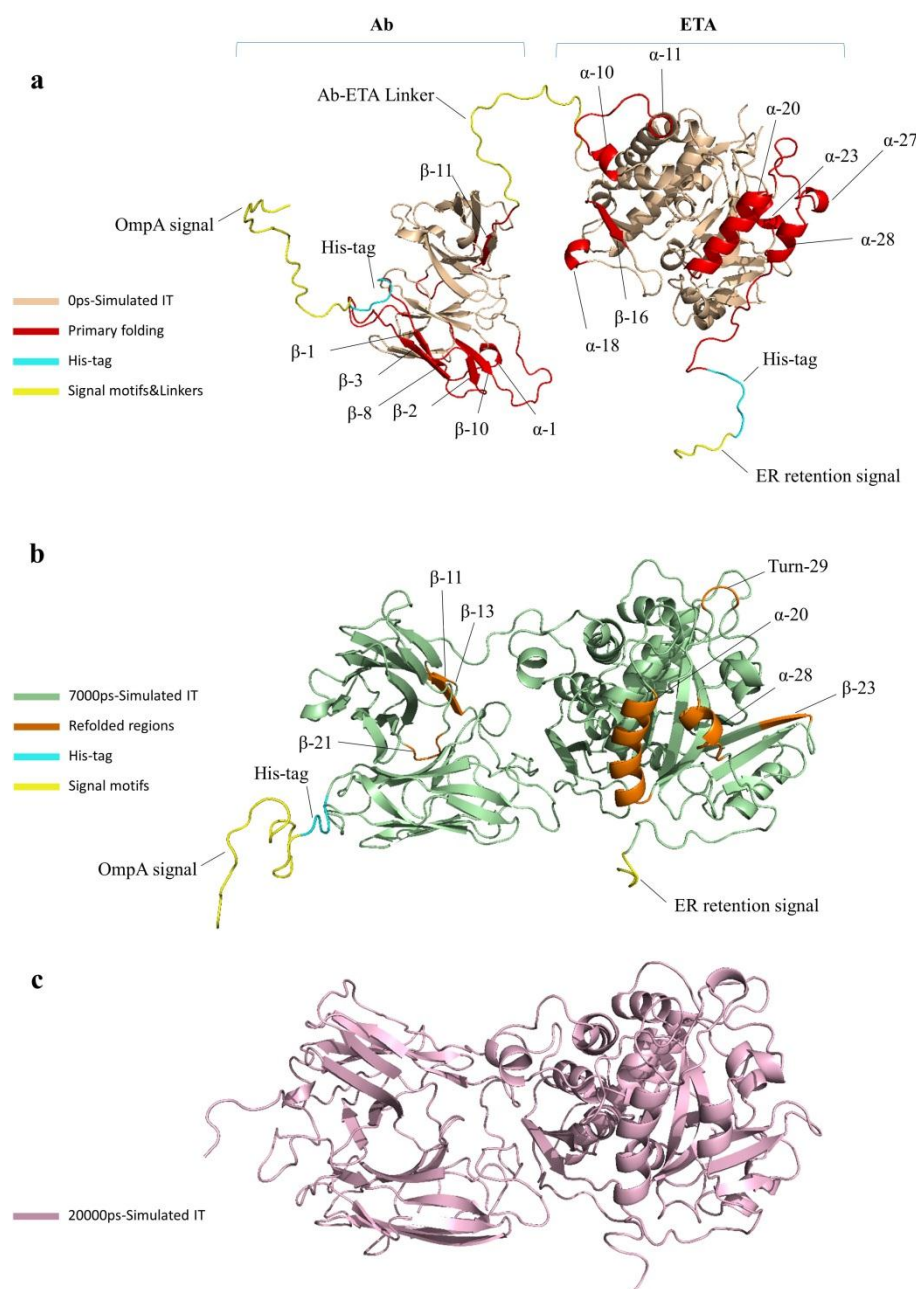 Ab
ETA
a
α-11
α-10
Ab-ETA Linker
α-20
α-27
α-23
β-11
OmpA signal
His-tag
α-28
0ps-Simulated IT
Primary folding
β-16
His-tag
β-1
α-18
His-tag
β-3
Signal motifs&Linkers
β-8
β-2
β-10
α-1
ER retention signal
b
Turn-29
β-11
β-13
α-20
α-28
7000ps-Simulated IT
β-23
Refolded regions
β-21
His-tag
His-tag
Signal motifs
OmpA signal
ER retention signal
c
20000ps-Simulated IT